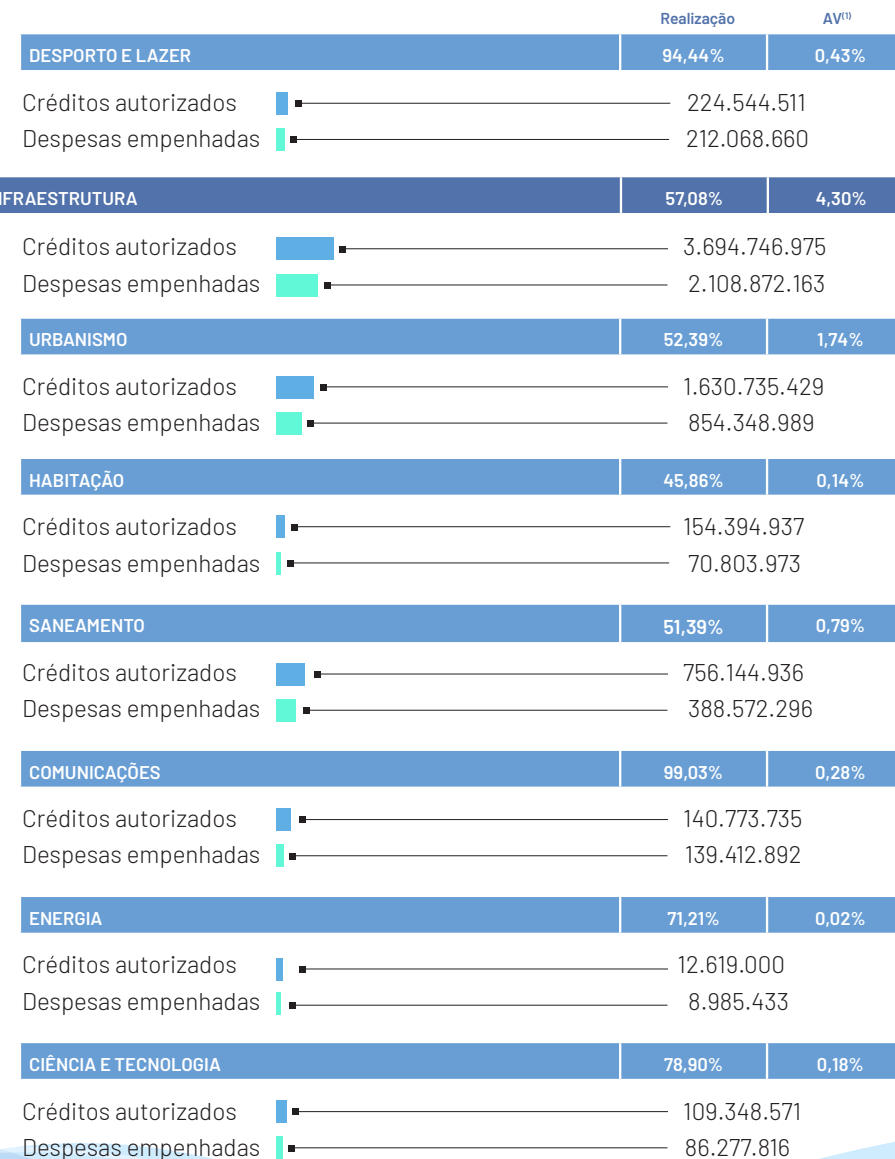 Realização AV(1)
DESPORTO E LAZER 94,44% 0,43%
Créditos autorizados 224.544.511
Despesas empenhadas 212.068.660
NFRAESTRUTURA 57,08% 4,30%
Créditos autorizados 3.694.746.975
Despesas empenhadas 2.108.872.163
URBANISMO 52,39% 1,74%
Créditos autorizados 1.630.735.429
Despesas empenhadas 854.348.989
HABITAÇÃO 45,86% 0,14%
Créditos autorizados 154.394.937
Despesas empenhadas 70.803.973
SANEAMENTO 51,39% 0,79%
Créditos autorizados 756.144.936
Despesas empenhadas 388.572.296
COMUNICAÇÕES 99,03% 0,28%
Créditos autorizados 140.773.735
Despesas empenhadas 139.412.892
ENERGIA 71,21% 0,02%
Créditos autorizados 12.619.000
Despesas empenhadas 8.985.433
CIÊNCIA E TECNOLOGIA 78,90% 0,18%
Créditos autorizados 109.348.571
Despesas empenhadas 86.277.816